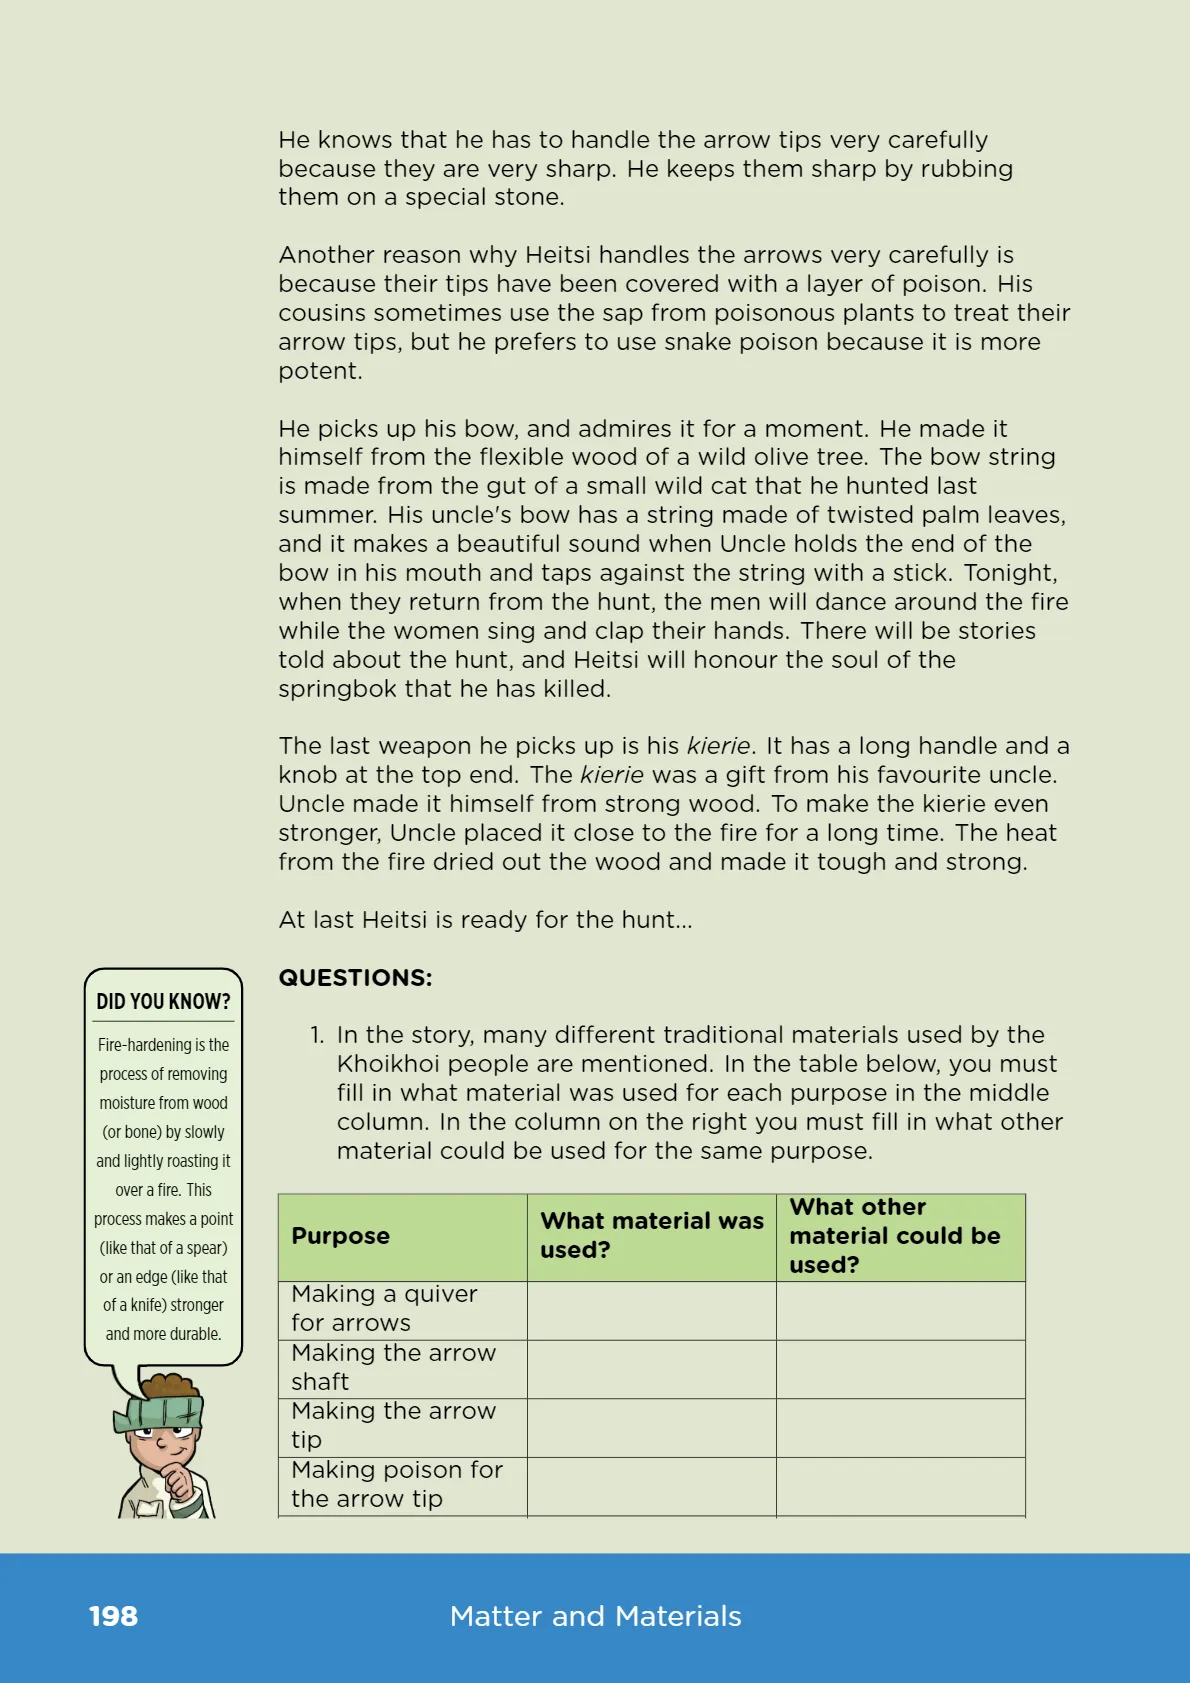 He knows that he has to handle the arrow tips very carefully
because they are very sharp. He keeps them sharp by rubbing
them on a special stone.
Another reason why Heitsi handles the arrows very carefully is
because their tips have been covered with a layer of poison. His
cousins sometimes use the sap from poisonous plants to treat their
arrow tips, but he prefers to use snake poison because it is more
potent.
He picks up his bow, and admires it for a moment. He made it
himself from the flexible wood of a wild olive tree. The bow string
is made from the gut of a small wild cat that he hunted last
summer. His uncle's bow has a string made of twisted palm leaves,
and it makes a beautiful sound when Uncle holds the end of the
bow in his mouth and taps against the string with a stick. Tonight,
when they return from the hunt, the men will dance around the fire
while the women sing and clap their hands. There will be stories
told about the hunt, and Heitsi will honour the soul of the
springbok that he has killed.
The last weapon he picks up is his kierie. It has a long handle and a
knob at the top end. The kierie was a gift from his favourite uncle.
Uncle made it himself from strong wood. To make the kierie even
stronger, Uncle placed it close to the fire for a long time. The heat
from the fire dried out the wood and made it tough and strong.
At last Heitsi is ready for the hunt...
QUESTIONS:
1. In the story, many different traditional materials used by the
Khoikhoi people are mentioned. In the table below, you must
fill in what material was used for each purpose in the middle
column. In the column on the right you must fill in what other
material could be used for the same purpose.
DID YOU KNOW?
Fire-hardening is the
process of removing
moisture from wood
(or bone) by slowly
and lightly roasting it
over a fire. This
process makes a point
(like that of a spear)
or an edge (like that
of a knife) stronger
and more durable.
Purpose
What material was
used?
What other
material could be
used?
Making a quiver
for arrows
Making the arrow
shaft
Making the arrow
tip
Making poison for
the arrow tip
198
Matter and Materials